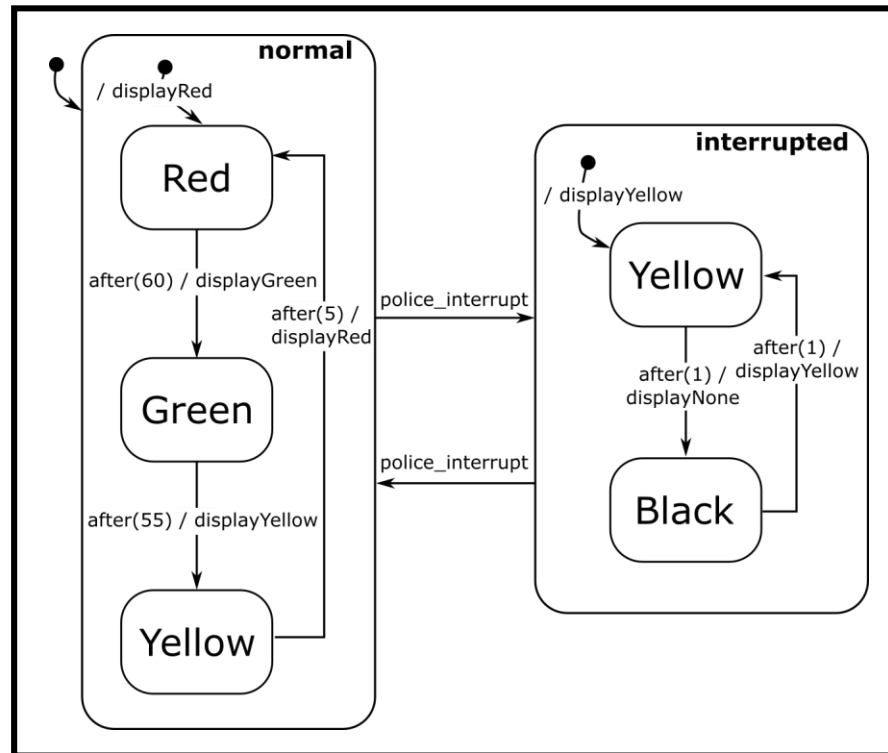 normal
/ displayRed
Red
after(60) / displayGreen
after(5) /
displayRed
Green
after(55) / displayYellow
Yellow
police_interrupt
police_interrupt
interrupted
/ displayYellow
Yellow
after(1) /
displayYellow
after(1) /
displayNone
Black